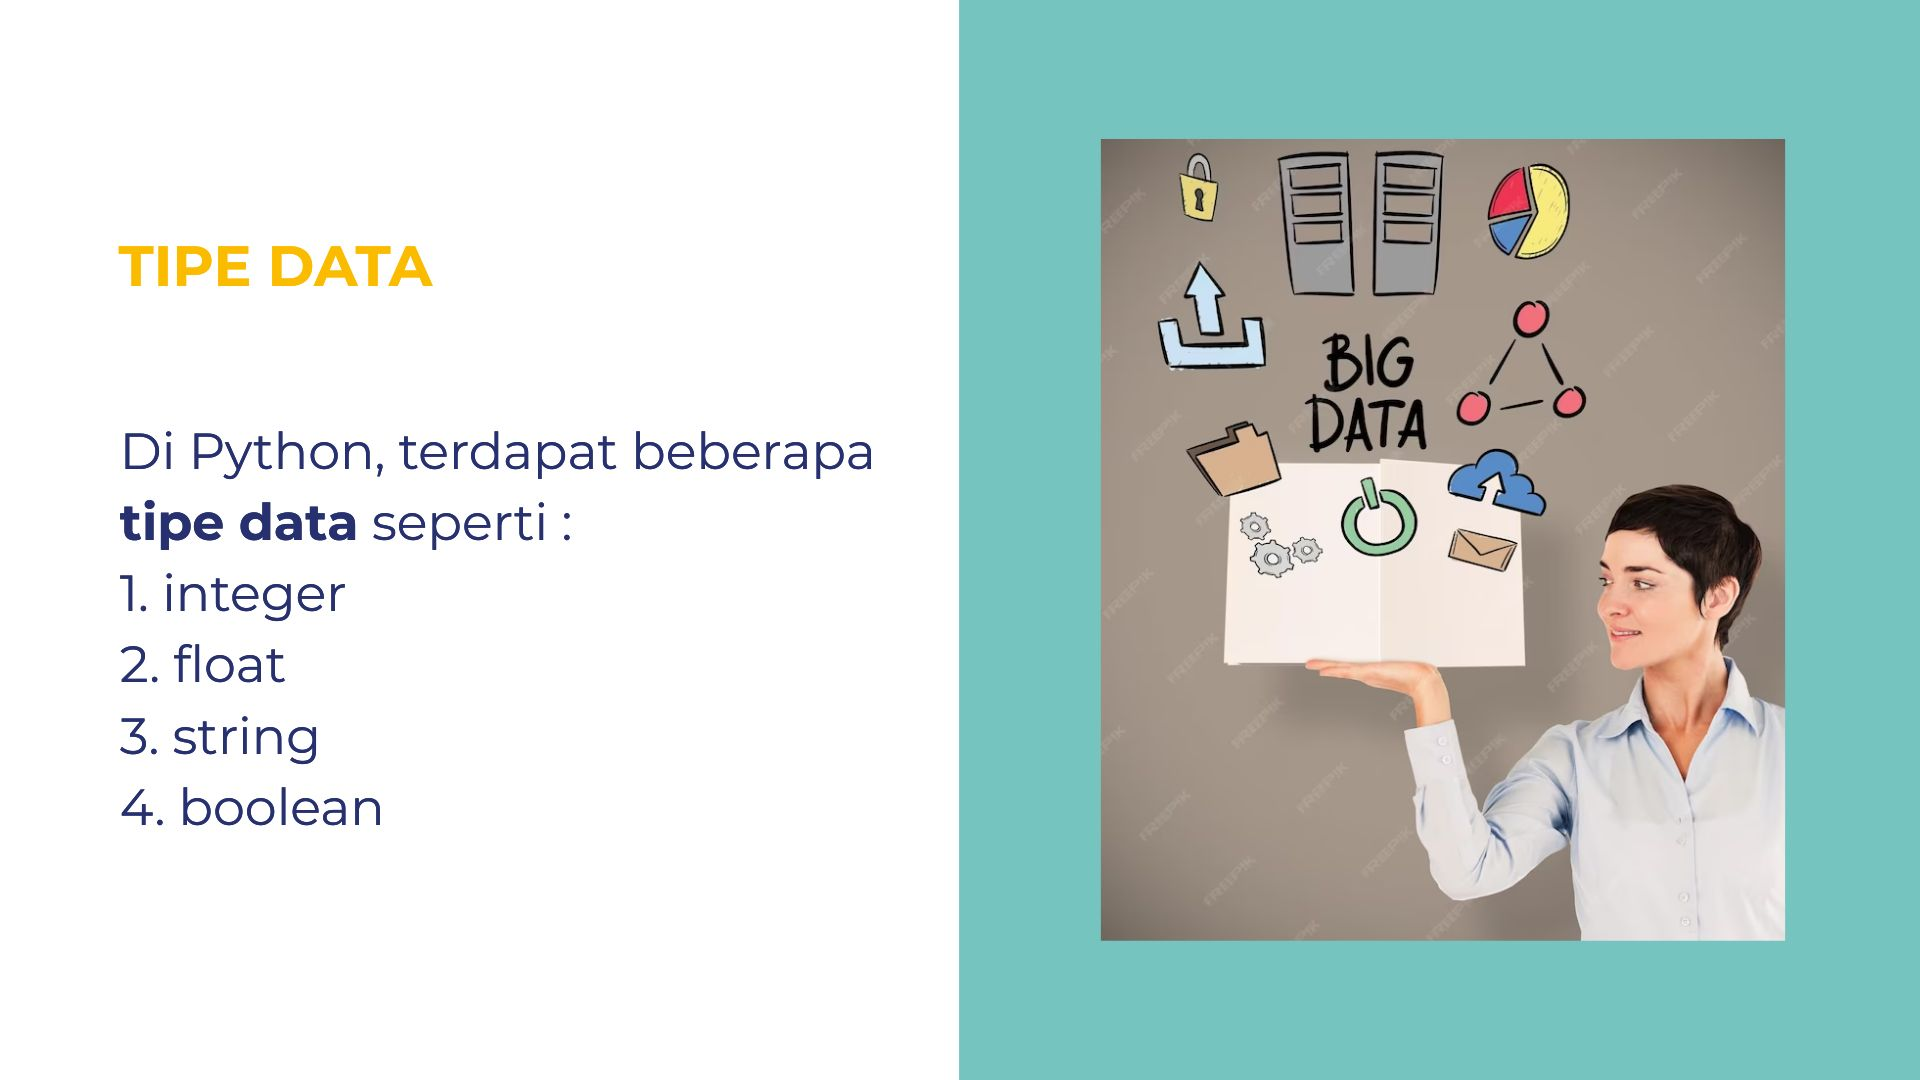 TIPE DATA
Di Python, terdapat beberapa
tipe data seperti :
1. integer
2. float
3. string
4. boolean
BIG
DATA
FREEPIK